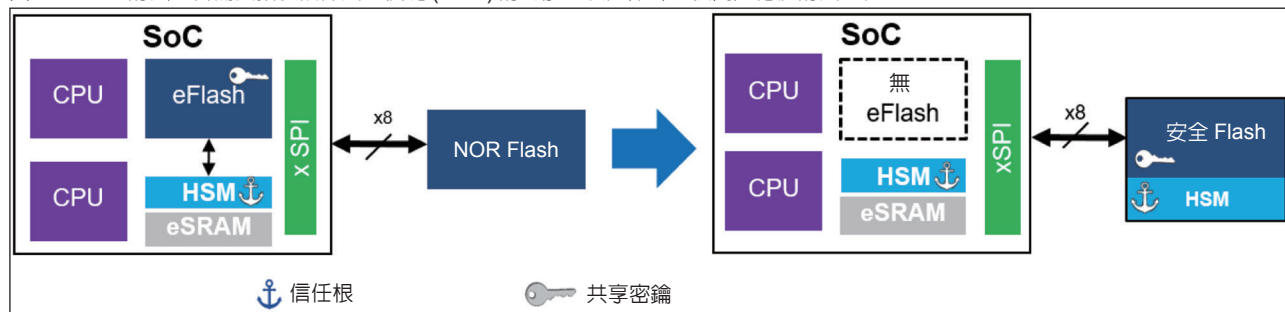 SoC
CPU
eFlash
CPU
HSM
eSRAM
x SPI
x8
NOR Flash
SoC
CPU
無
eFlash
CPU
HSM
eSRAM
xSPI
x8
安全 Flash
HSM
信任根
共享密鑰